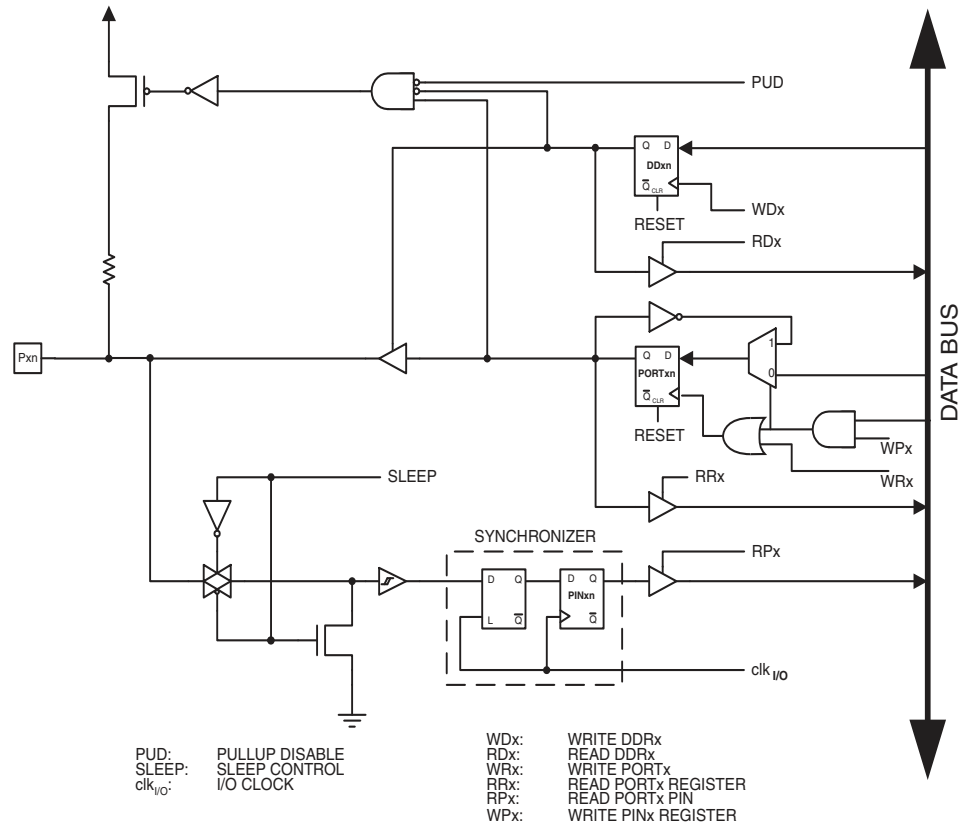 PUD
Q D
DDxn
Q CLR
WDx
RESET
RDx
Pxn
1
Q D
0
PORTxn
Q CLR
RESET
WPx
WRx
RRx
SLEEP
SYNCHRONIZER
RPx
D Q
D Q
PINxn
L Q
Q
clk I/O
DATA BUS
PUD: PULLUP DISABLE
SLEEP: SLEEP CONTROL
clkI/O: I/O CLOCK
WDx: WRITE DDRx
RDx: READ DDRx
WRx: WRITE PORTx
RRx: READ PORTx REGISTER
RPx: READ PORTx PIN
WPx: WRITE PINx REGISTER